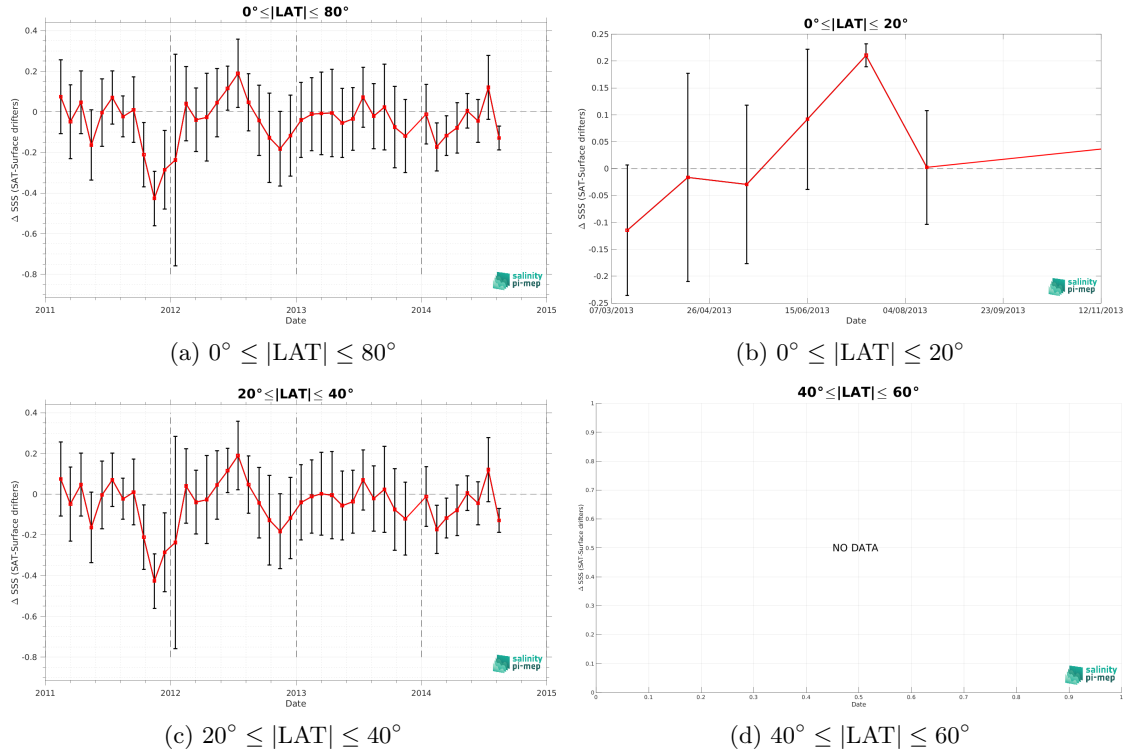 0°≤|LAT|≤ 80°
0.4
0.2
0
-0.2
-0.4
-0.6
-0.8
Δ SSS (SAT-Surface drifters)
2011
2012
2013
2014
2015
Date
salinity
pi-mep
(a) 0° ≤ |LAT| ≤ 80°
0°≤|LAT|≤ 20°
0.25
0.2
0.15
0.1
0.05
0
-0.05
-0.1
-0.15
-0.2
-0.25
Δ SSS (SAT-Surface drifters)
07/03/2013
26/04/2013
15/06/2013
04/08/2013
23/09/2013
12/11/2013
Date
salinity
pi-mep
(b) 0° ≤ |LAT| ≤ 20°
20°≤|LAT|≤ 40°
0.4
0.2
0
-0.2
-0.4
-0.6
-0.8
Δ SSS (SAT-Surface drifters)
2011
2012
2013
2014
2015
Date
salinity
pi-mep
(c) 20° ≤ |LAT| ≤ 40°
40°≤|LAT|≤ 60°
1
0.9
0.8
0.7
0.6
0.5
0.4
0.3
0.2
0.1
0
Δ SSS (SAT-Surface drifters)
NO DATA
0
0.1
0.2
0.3
0.4
0.5
0.6
0.7
0.8
0.9
1
Date
salinity
pi-mep
(d) 40° ≤ |LAT| ≤ 60°